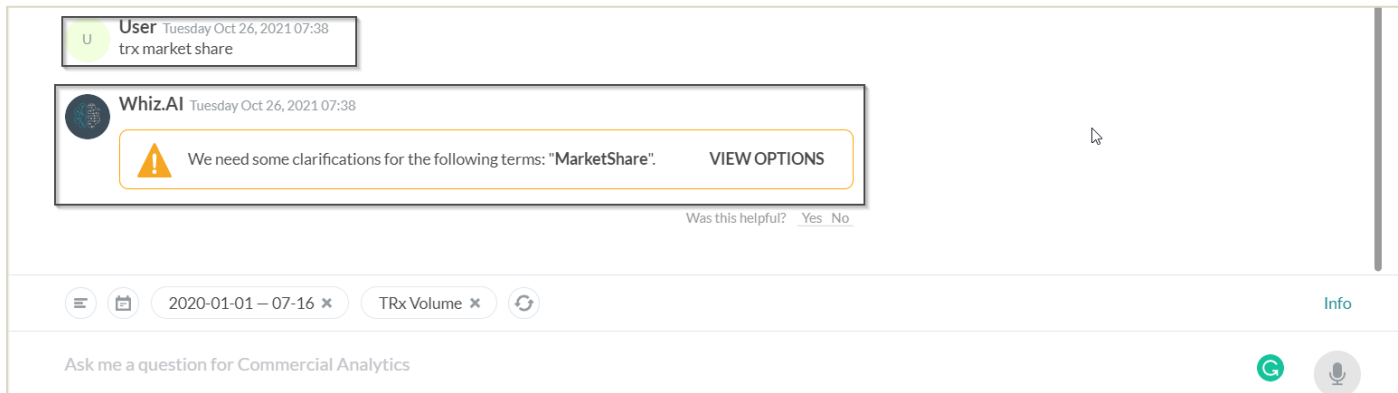 U
User Tuesday Oct 26, 2021 07:38
trx market share
Whiz.AI Tuesday Oct 26, 2021 07:38
We need some clarifications for the following terms: "MarketShare". VIEW OPTIONS
Was this helpful? Yes No
2020-01-01 — 07-16 × TRx Volume × Info
Ask me a question for Commercial Analytics